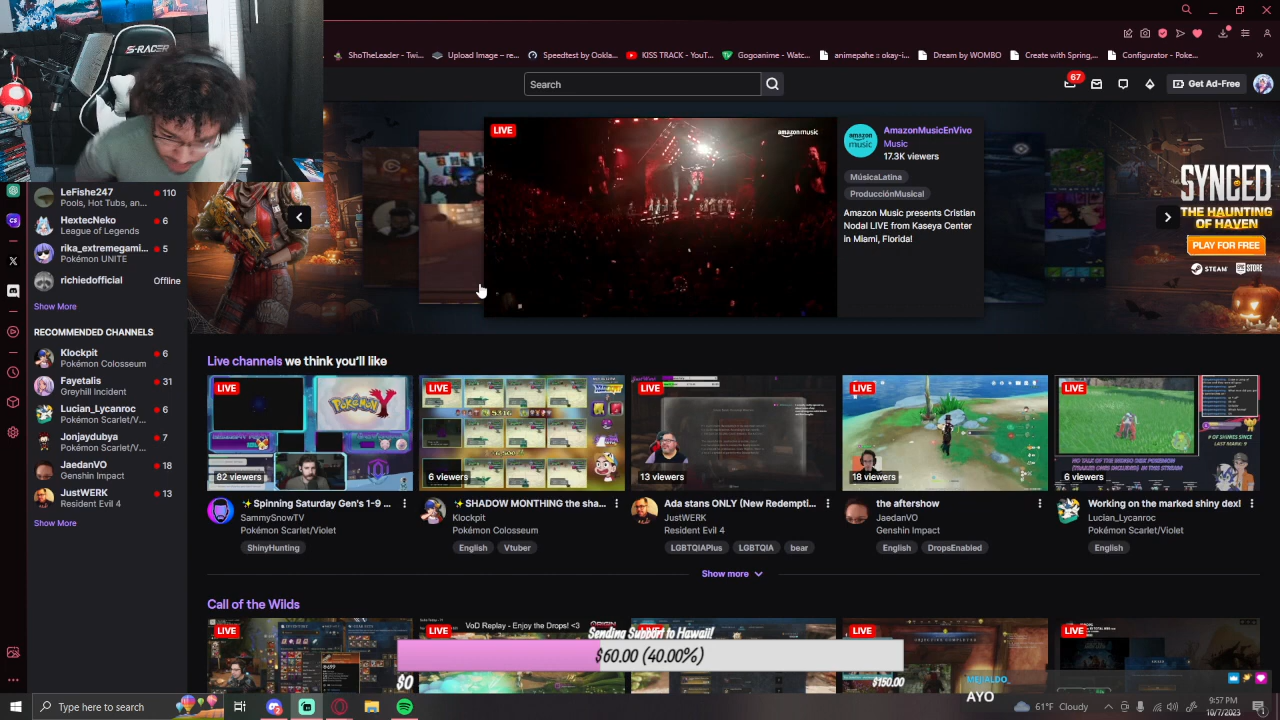 S-RACER
ShoTheLeader - Twi...
Upload Image -- re...
Speedtest by Ookla...
KISS TRACK - YouT...
Gogoanime - Watc...
animepahe :: okay-i...
Dream by WOMBO
Create with Spring,...
Configurator - Poke...
Search
67
Get Ad-Free
LIVE
amazon music
amazon
music
AmazonMusicEnVivo
Music
17.3K viewers
MúsicaLatina
ProducciónMusical
Amazon Music presents Cristian
Nodal LIVE from Kaseya Center
in Miami, Florida!
SYNCED
THE HAUNTING
OF HAVEN
PLAY FOR FREE
STEAM
EPIC
STORE
LeFishe247
110
Pools, Hot Tubs, an...
HextecNeko
6
League of Legends
rika_extremegami...
5
Pokémon UNITE
richiedofficial
Offline
Show More
RECOMMENDED CHANNELS
Klockpit
6
Pokémon Colosseum
Fayetalis
31
Greyhill Incident
Lucian_Lycanroc
6
Pokémon Scarlet/V...
Jonjaydubya
7
Pokémon Scarlet/V...
JaedanVO
18
Genshin Impact
JustWERK
13
Resident Evil 4
Show More
Live channels we think you'll like
LIVE
POKÉMON Y
82 viewers
✨ Spinning Saturday Gen's 1-9 ...
SammySnowTV
Pokémon Scarlet/Violet
ShinyHunting
LIVE
5316
6500
6 viewers
✨ SHADOW MONTHING the sha...
Klockpit
Pokémon Colosseum
English
Vtuber
LIVE
13 viewers
Ada stans ONLY (New Redempti...
JustWERK
Resident Evil 4
LGBTQIAPlus
LGBTQIA
bear
LIVE
18 viewers
the aftershow
JaedanVO
Genshin Impact
English
DropsEnabled
LIVE
6 viewers
Working on the marked shiny dex!
Lucian_Lycanroc
Pokémon Scarlet/Violet
English
Show more
Call of the Wilds
LIVE
LIVE
VoD Replay - Enjoy the Drops! <3
LIVE
LIVE
Sending Support to Hawaii!
$60.00 (40.00%)
$0
$150.00
MEIJALDO
AYO
Type here to search
2
61°F Cloudy
9:57 PM
10/7/2023
1